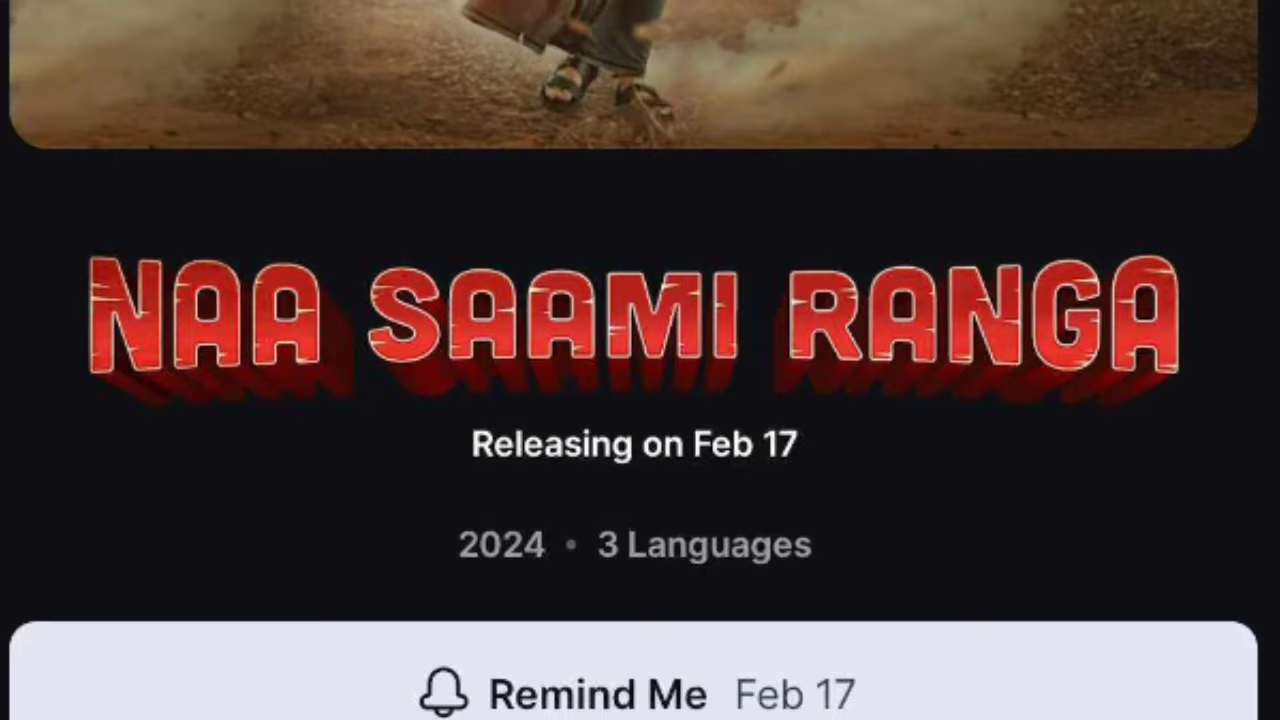 NAA SAAMI RANGA
Releasing on Feb 17
2024 • 3 Languages
Remind Me Feb 17